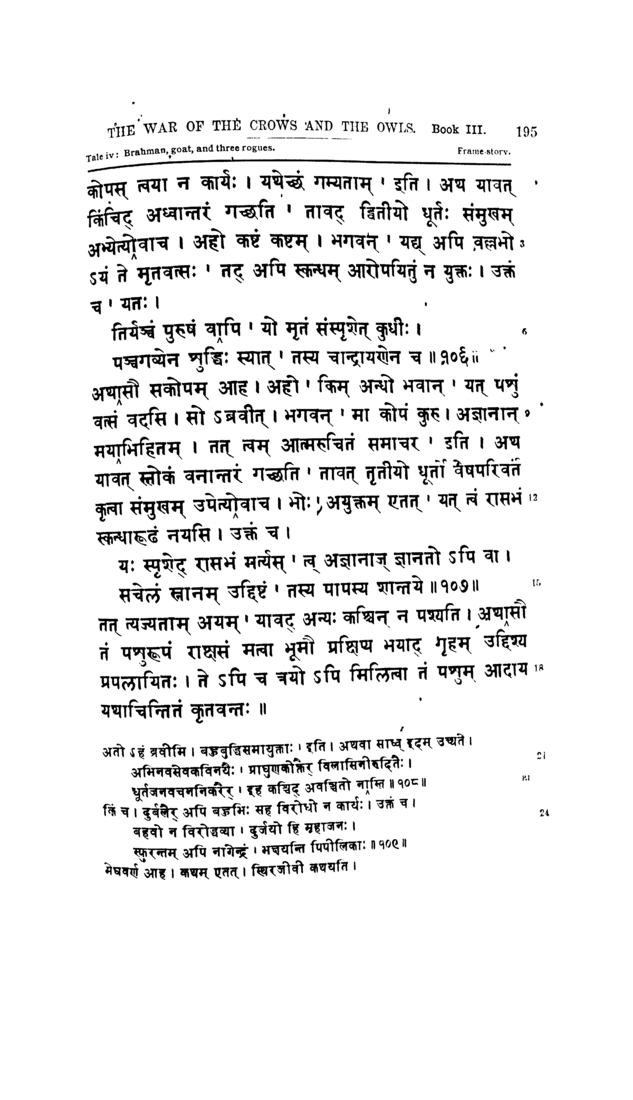 THE WAR OF THE CROWS AND THE OWLS. Book III. 195
Tale iv: Brahman, goat, and three rogues. Frame-story.
कोपस् त्वया न कार्यः । यथेच्छं गम्यताम् ' इति । अथ यावत्
किंचिद् अध्वान्तरं गच्छति ' तावद् द्वितीयो धूर्तः संमुखम्
अभ्येत्योवाच । अहो कष्टं कष्टम् । भगवन् ' यद्य् अपि वल्लभो 3
ऽयं ते मृतवत्सः ' तद् अपि स्कन्धम् आरोपयितुं न युक्तः । उक्तं
च ' यतः ।
तिर्यञ्चं पुरुषं वापि ' यो मृतं संस्पृशेत् कुधीः । 6
पञ्चगव्येन शुद्धिः स्यात् ' तस्य चान्द्रायणेन च ॥ १०६ ॥
अथासौ सकोपम् आह । अहो ' किम् अन्धो भवान् ' यत् पशुं
वत्सं वदसि । सो ऽब्रवीत् । भगवन् ' मा कोपं कुरु । अज्ञानान् 9
मयाभिहितम् । तत् त्वम् आत्मरुचितं समाचर ' इति । अथ
यावत् स्तोकं वनान्तरं गच्छति ' तावत् तृतीयो धूर्तो वेषपरिवर्तं
कृत्वा संमुखम् उपेत्योवाच । भोः ' अयुक्तम् एतत् ' यत् त्वं रासभं 12
स्कन्धारूढं नयसि । उक्तं च ।
यः स्पृशेद् रासभं मर्त्यस् ' त्व् अज्ञानाज् ज्ञानतो ऽपि वा ।
सचेलं स्नानम् उद्दिष्टं ' तस्य पापस्य शान्तये ॥ १०७ ॥ 15
तत् त्यज्यताम् अयम् ' यावद् अन्यः कश्चिन् न पश्यति । अथासौ
तं पशुरूपं राक्षसं मत्वा भूमौ प्रक्षिप्य भयाद् गृहम् उद्दिश्य
प्रपलायितः । ते ऽपि च त्रयो ऽपि मिलित्वा तं पशुम् आदाय 18
यथाचिन्तितं कृतवन्तः ॥
अतो ऽहं ब्रवीमि । बहुबुद्धिसमायुक्ताः । इति । अथवा साध्व् इदम् उच्यते ।
अभिनवसेवकविनयैः । प्राघुणकोक्तैर् विलासिनीरुदितैः । 21
धूर्तजनवचननिकरैर् । इह कश्चिद् अवञ्चितो नास्ति ॥ १०८ ॥
किं च । दुर्बलैर् अपि बहुभिः सह विरोधो न कार्यः । उक्तं च ।
बहवो न विरोद्धव्या । दुर्जयो हि महाजनः । 24
स्फुरन्तम् अपि नागेन्द्रं । भक्षयन्ति पिपीलिकाः ॥ १०९ ॥
मेघवर्ण आह । कथम् एतत् । स्थिरजीवी कथयति ।